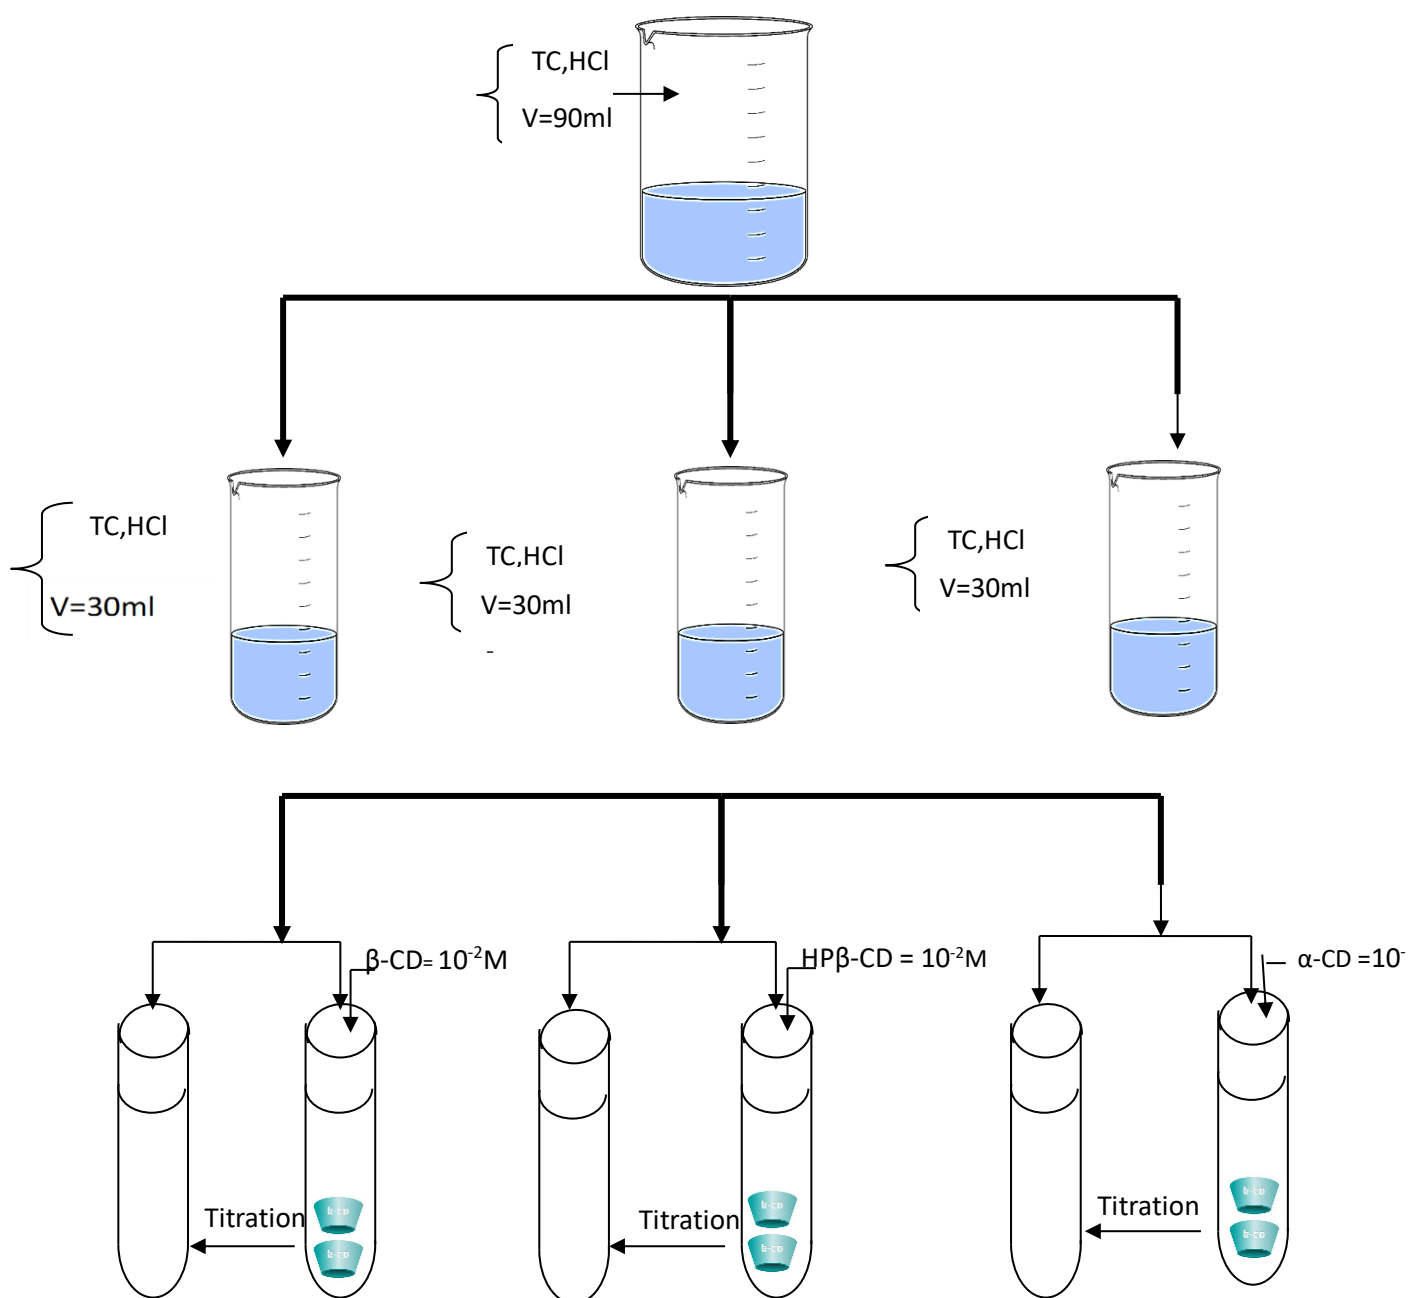 TC,HCl
V=90ml
TC,HCl
V=30ml
TC,HCl
V=30ml
-
TC,HCl
V=30ml
β-CD= 10⁻²M
HPβ-CD = 10⁻²M
α-CD =10⁻
Titration
Titration
Titration